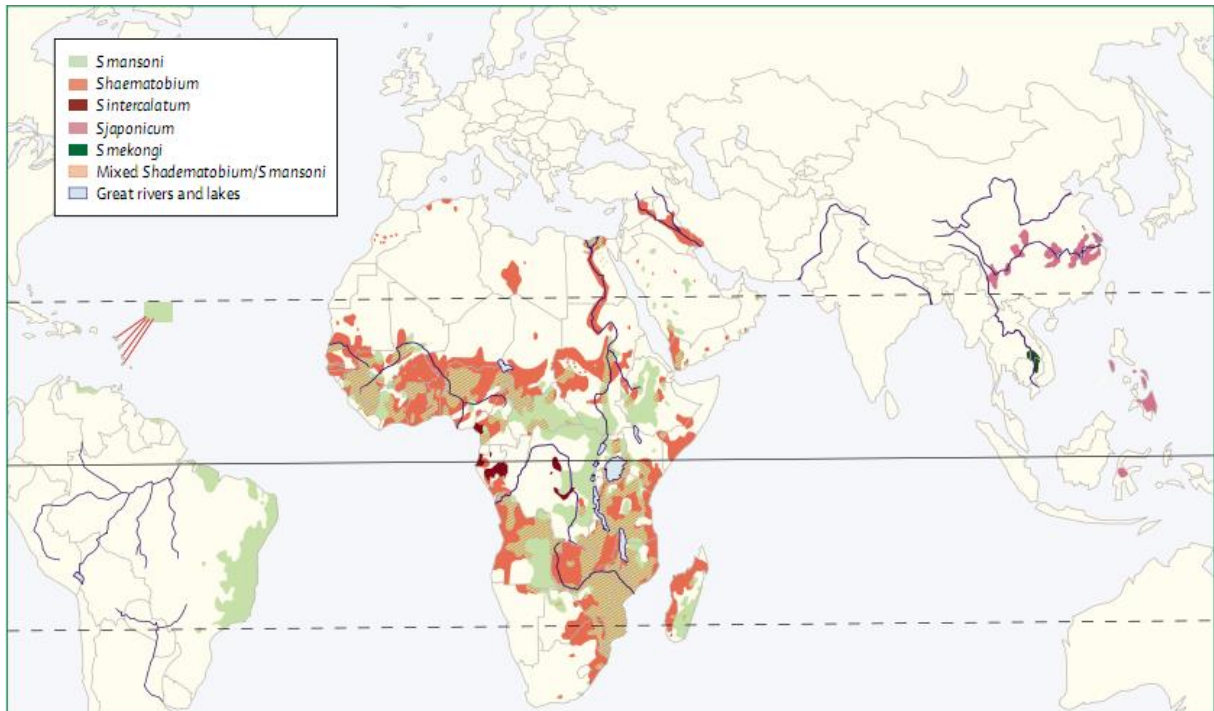 S mansoni
S haematobium
S intercalatum
S japonicum
S mekongi
Mixed S hadematobium/S mansoni
Great rivers and lakes